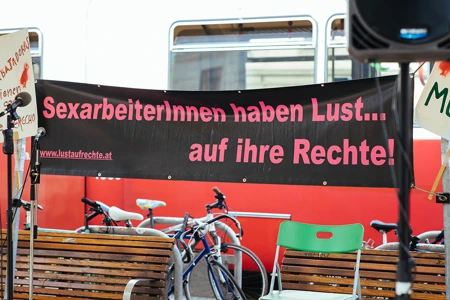 SexarbeiterInnen haben Lust...
auf ihre Rechte!
www.lustaufrechte.at